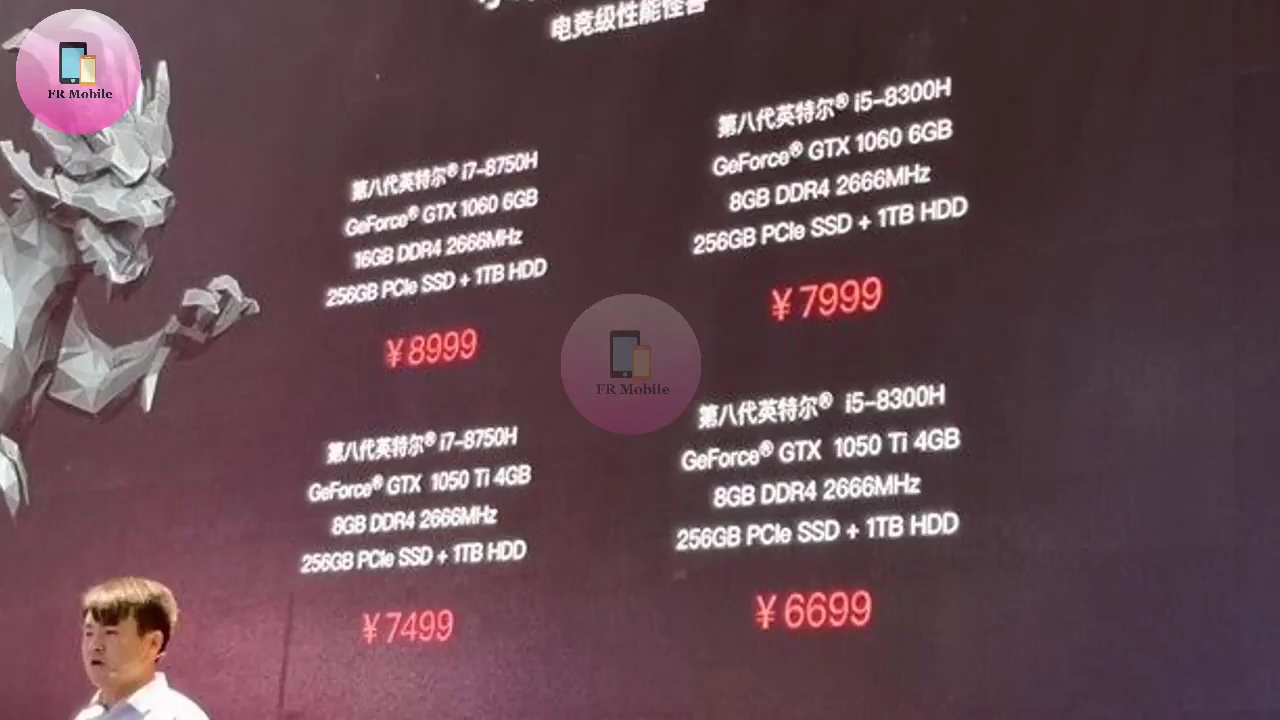 电竞级性能怪兽
FR Mobile
第八代英特尔® i7-8750H
GeForce® GTX 1060 6GB
16GB DDR4 2666MHz
256GB PCIe SSD + 1TB HDD
¥8999
第八代英特尔® i5-8300H
GeForce® GTX 1060 6GB
8GB DDR4 2666MHz
256GB PCIe SSD + 1TB HDD
¥7999
FR Mobile
第八代英特尔® i7-8750H
GeForce® GTX 1050 Ti 4GB
8GB DDR4 2666MHz
256GB PCIe SSD + 1TB HDD
¥7499
第八代英特尔® i5-8300H
GeForce® GTX 1050 Ti 4GB
8GB DDR4 2666MHz
256GB PCIe SSD + 1TB HDD
¥6699